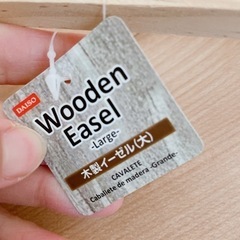 DAISO
Wooden
Easel
-Large-
木製イーゼル(大)
CAVALETE
Caballete de madera -Grande-